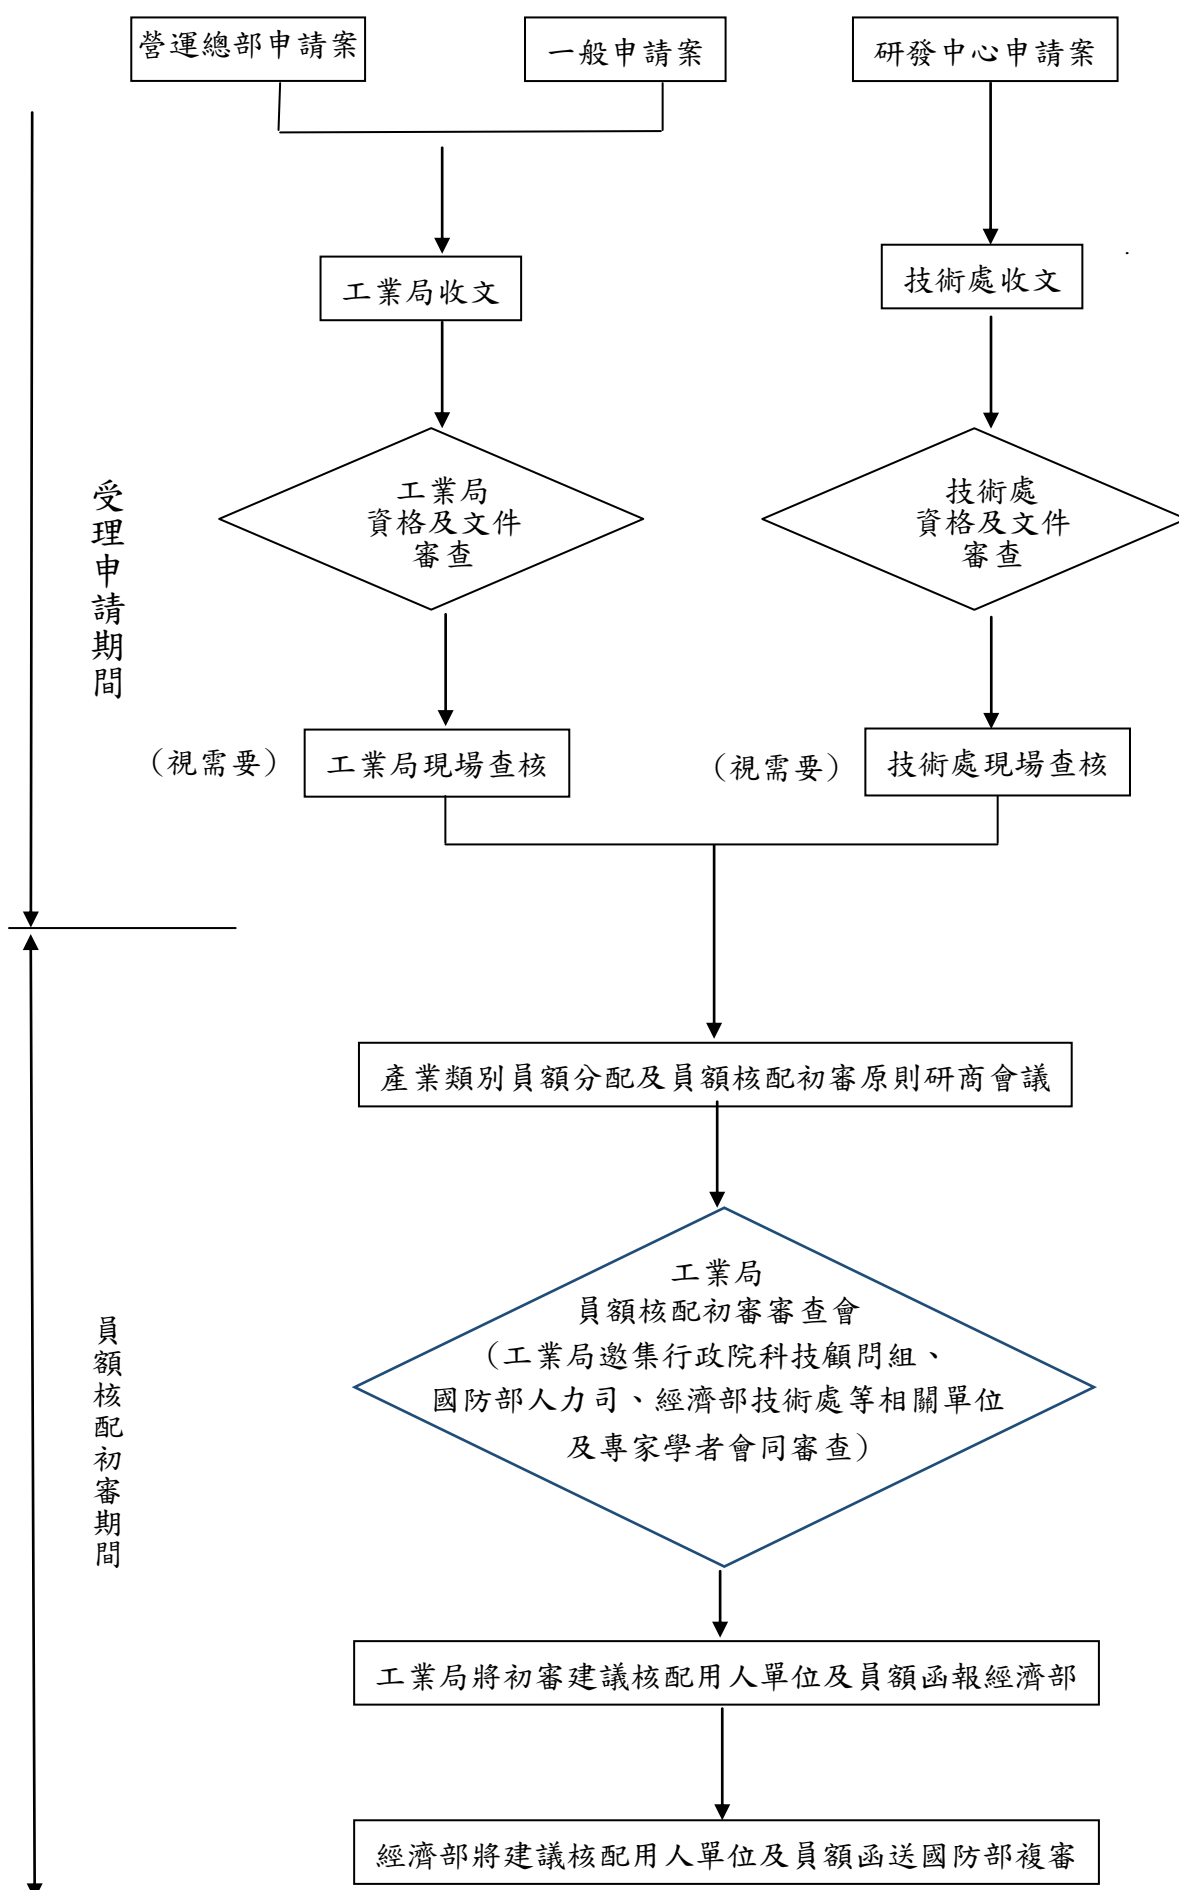 營運總部申請案
一般申請案
研發中心申請案
工業局收文
技術處收文
工業局
資格及文件
審查
技術處
資格及文件
審查
受理申請期間
（視需要）
工業局現場查核
（視需要）
技術處現場查核
產業類別員額分配及員額核配初審原則研商會議
工業局
員額核配初審審查會
（工業局邀集行政院科技顧問組、
國防部人力司、經濟部技術處等相關單位
及專家學者會同審查）
員額核配初審期間
工業局將初審建議核配用人單位及員額函報經濟部
經濟部將建議核配用人單位及員額函送國防部複審